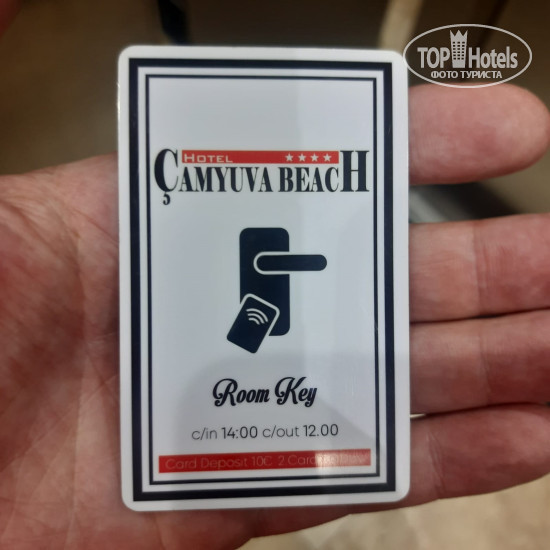 TOP Hotels
ФОТО ТУРИСТА
HOTEL
ÇAMYUVA BEACH
Room Key
c/in 14:00 c/out 12.00
Card Deposit 10€ 2 Card